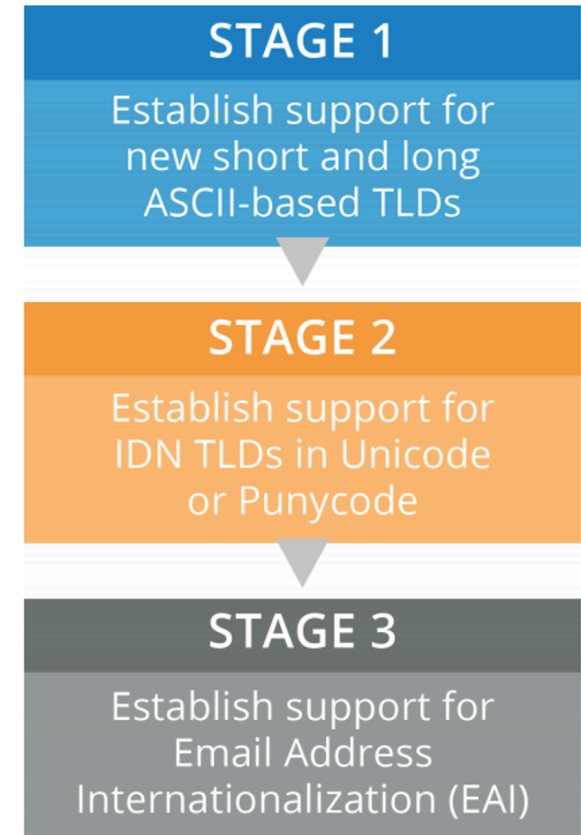 STAGE 1
Establish support for
new short and long
ASCII-based TLDs
STAGE 2
Establish support for
IDN TLDs in Unicode
or Punycode
STAGE 3
Establish support for
Email Address
Internationalization (EAI)